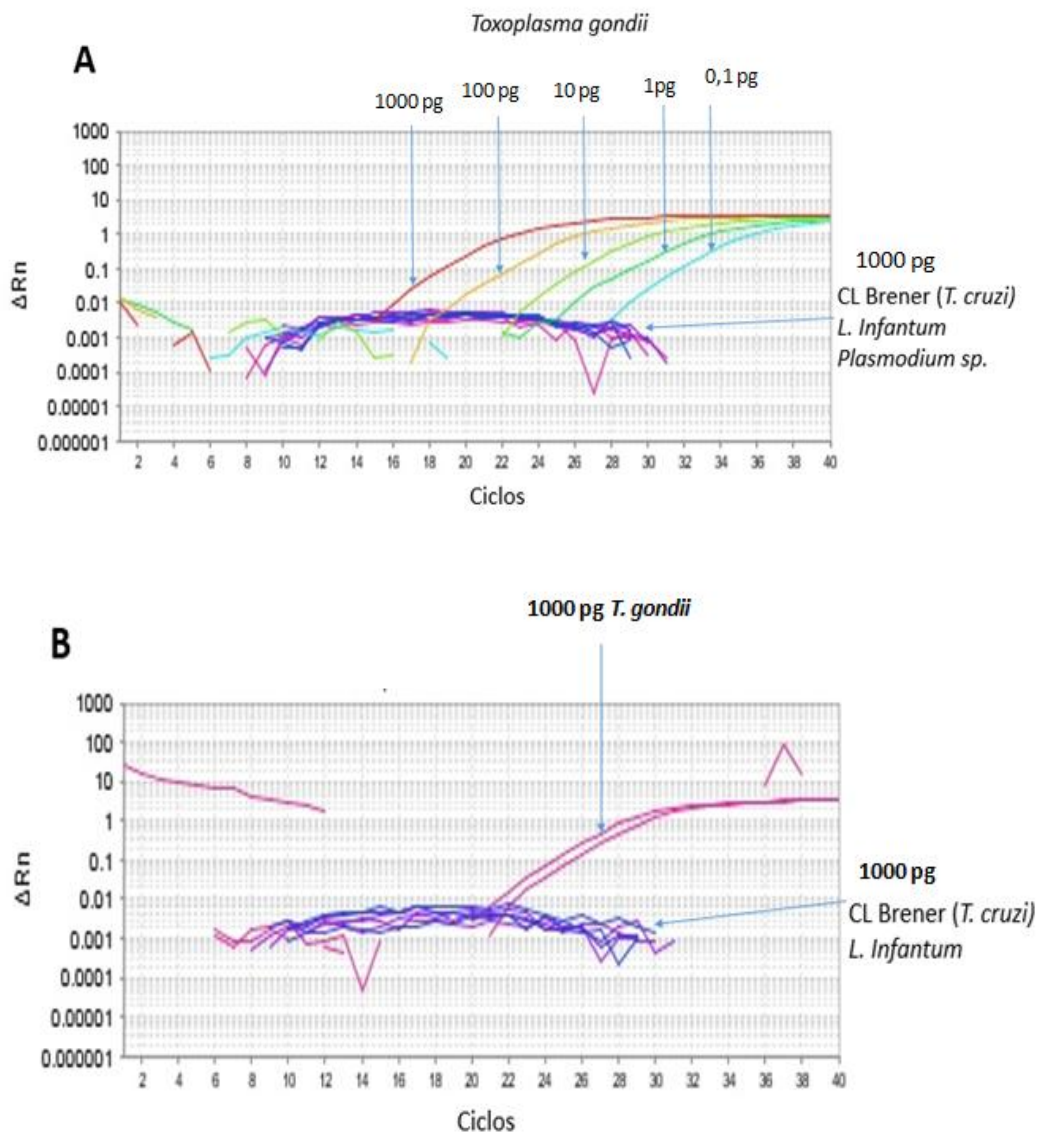 Toxoplasma gondii
A
1000 pg
100 pg
10 pg
1pg
0,1 pg
1000
100
10
1
0.1
0.01
0.001
0.0001
0.00001
0.000001
ΔRn
2 4 6 8 10 12 14 16 18 20 22 24 26 28 30 32 34 36 38 40
Ciclos
1000 pg
CL Brener (T. cruzi)
L. Infantum
Plasmodium sp.
B
1000 pg T. gondii
1000
100
10
1
0.1
0.01
0.001
0.0001
0.00001
0.000001
ΔRn
2 4 6 8 10 12 14 16 18 20 22 24 26 28 30 32 34 36 38 40
Ciclos
1000 pg
CL Brener (T. cruzi)
L. Infantum